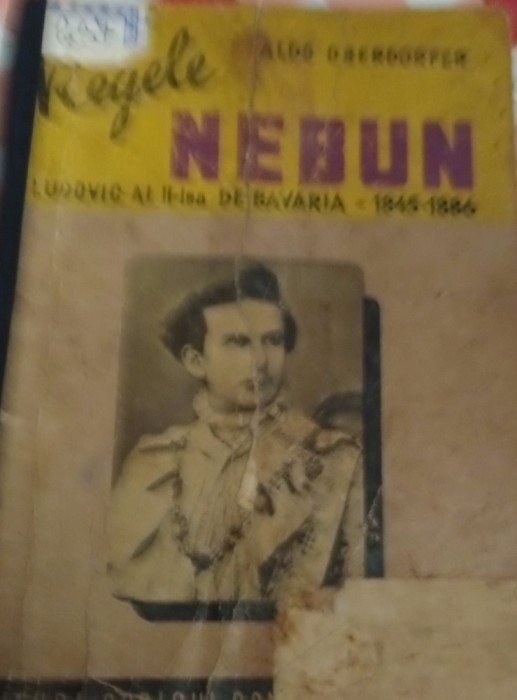 ALDO OBERDORFER
Regele
NEBUN
LUDOVIC AL II-lea DE BAVARIA - 1845-1886